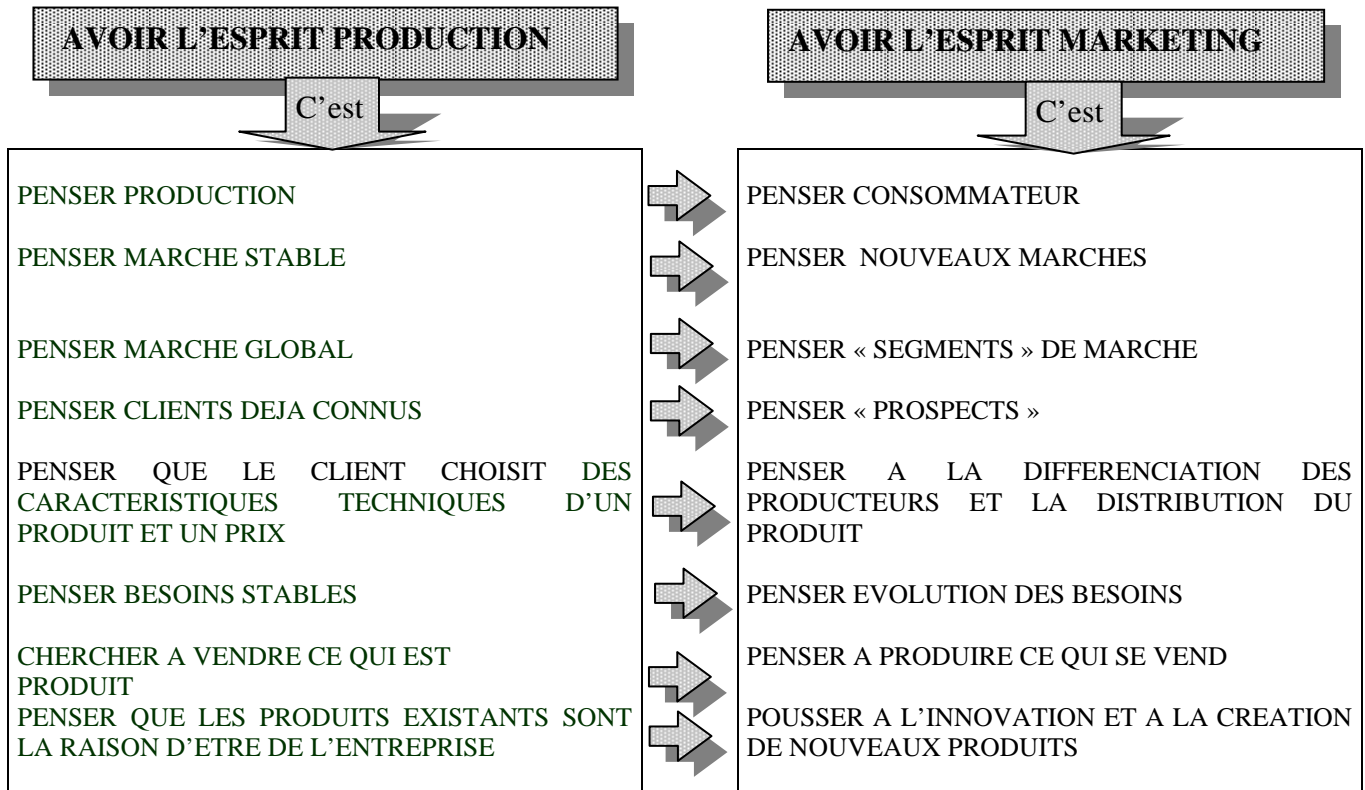 AVOIR L'ESPRIT PRODUCTION
C'est
PENSER PRODUCTION
PENSER MARCHE STABLE
PENSER MARCHE GLOBAL
PENSER CLIENTS DEJA CONNUS
PENSER QUE LE CLIENT CHOISIT DES
CARACTERISTIQUES TECHNIQUES D'UN
PRODUIT ET UN PRIX
PENSER BESOINS STABLES
CHERCHER A VENDRE CE QUI EST
PRODUIT
PENSER QUE LES PRODUITS EXISTANTS SONT
LA RAISON D'ETRE DE L'ENTREPRISE
AVOIR L'ESPRIT MARKETING
C'est
PENSER CONSOMMATEUR
PENSER NOUVEAUX MARCHES
PENSER « SEGMENTS » DE MARCHE
PENSER « PROSPECTS »
PENSER A LA DIFFERENCIATION DES
PRODUCTEURS ET LA DISTRIBUTION DU
PRODUIT
PENSER EVOLUTION DES BESOINS
PENSER A PRODUIRE CE QUI SE VEND
POUSSER A L'INNOVATION ET A LA CREATION
DE NOUVEAUX PRODUITS